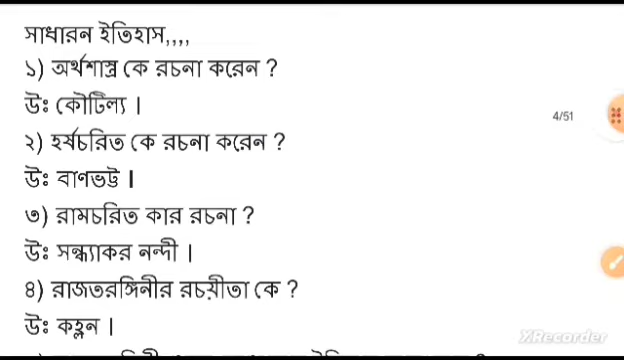 সাধারন ইতিহাস,,,,
১) অর্থশাস্ত্র কে রচনা করেন ?
উঃ কৌটিল্য ।
4/51
২) হর্ষচরিত কে রচনা করেন ?
উঃ বাণভট্ট ।
৩) রামচরিত কার রচনা ?
উঃ সন্ধ্যাকর নন্দী ।
৪) রাজতরঙ্গিনীর রচয়ীতা কে ?
উঃ কহ্লন ।
XRecorder